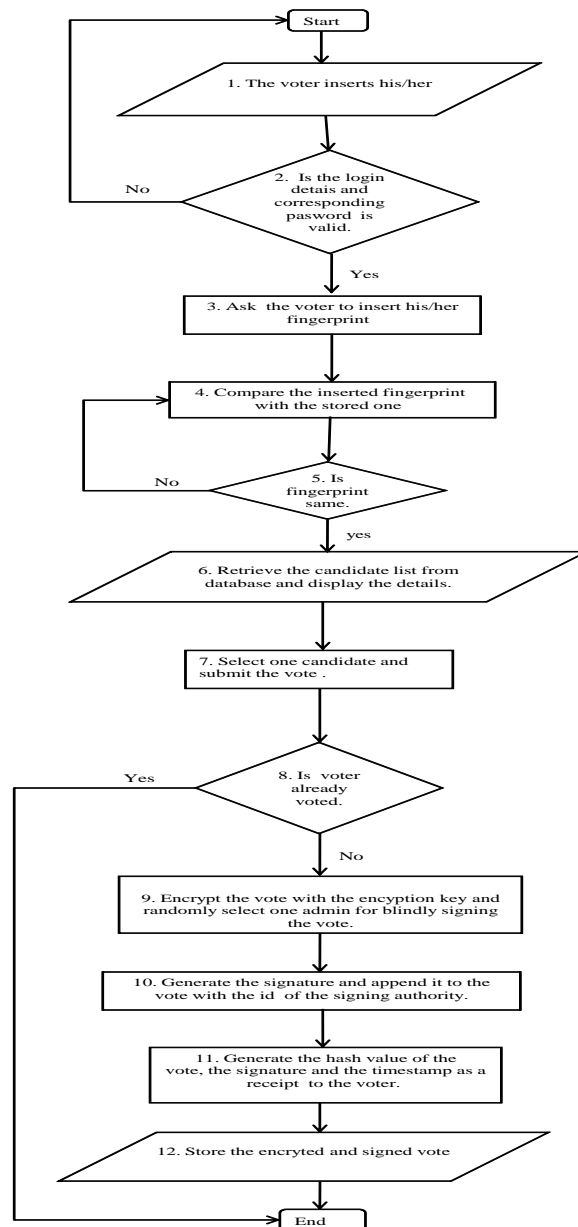 Start
1. The voter inserts his/her
No
2. Is the login
detais and
corresponding
pasword is
valid.
Yes
3. Ask the voter to insert his/her
fingerprint
4. Compare the inserted fingerprint
with the stored one
No
5. Is
fingerprint
same.
yes
6. Retrieve the candidate list from
database and display the details.
7. Select one candidate and
submit the vote .
Yes
8. Is voter
already
voted.
No
9. Encrypt the vote with the encyption key and
randomly select one admin for blindly signing
the vote.
10. Generate the signature and append it to the
vote with the id of the signing authority.
11. Generate the hash value of the
vote, the signature and the timestamp as a
receipt to the voter.
12. Store the encryted and signed vote
End